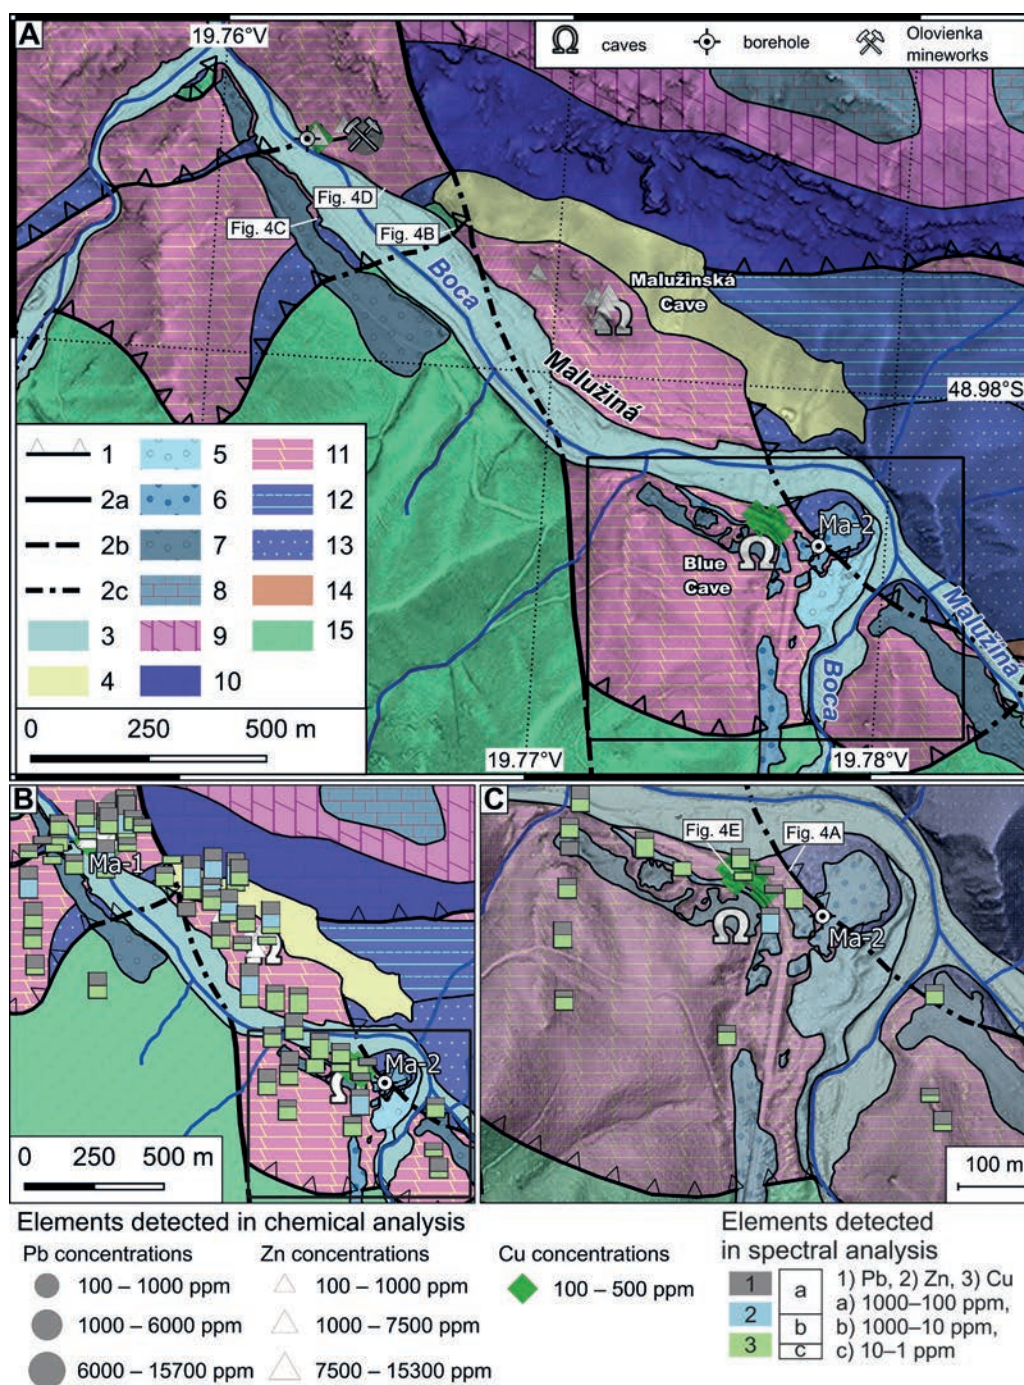 A
19.76°V
caves
borehole
Olovienka
mineworks
Fig. 4D
Fig. 4C
Fig. 4B
Boca
Malužinská
Cave
Malužiná
48.98°S
1
5
11
2a
6
12
2b
7
13
2c
8
14
3
9
15
4
10
Ma-2
Blue
Cave
Malužiná
Boca
0 250 500 m
19.77°V
19.78°V
B
Ma-1
Ma-2
0 250 500 m
C
Fig. 4E
Fig. 4A
Ma-2
100 m
Elements detected in chemical analysis
Pb concentrations
100 – 1000 ppm
1000 – 6000 ppm
6000 – 15700 ppm
Zn concentrations
100 – 1000 ppm
1000 – 7500 ppm
7500 – 15300 ppm
Cu concentrations
100 – 500 ppm
Elements detected
in spectral analysis
1 a 1) Pb, 2) Zn, 3) Cu
2 a) 1000–100 ppm,
b b) 1000–10 ppm,
3 c c) 10–1 ppm